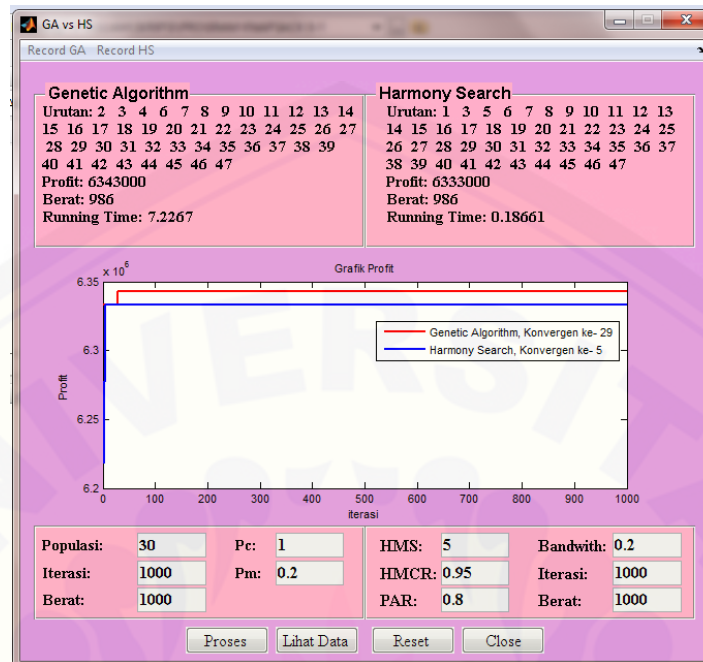 GA vs HS
Record GA Record HS
Genetic Algorithm
Urutan: 2 3 4 6 7 8 9 10 11 12 13 14
15 16 17 18 19 20 21 22 23 24 25 26 27
28 29 30 31 32 33 34 35 36 37 38 39
40 41 42 43 44 45 46 47
Profit: 6343000
Berat: 986
Running Time: 7.2267
Harmony Search
Urutan: 1 3 5 6 7 8 9 10 11 12 13
14 15 16 17 18 19 20 21 22 23 24 25
26 27 28 29 30 31 32 33 34 35 36 37
38 39 40 41 42 43 44 45 46 47
Profit: 6333000
Berat: 986
Running Time: 0.18661
Grafik Profit
x 10^6
6.35
6.3
6.25
6.2
Profit
Genetic Algorithm, Konvergen ke- 29
Harmony Search, Konvergen ke- 5
0 100 200 300 400 500 600 700 800 900 1000
iterasi
Populasi: 30 Pc: 1
Iterasi: 1000 Pm: 0.2
Berat: 1000
HMS: 5 Bandwith: 0.2
HMCR: 0.95 Iterasi: 1000
PAR: 0.8 Berat: 1000
Proses Lihat Data Reset Close